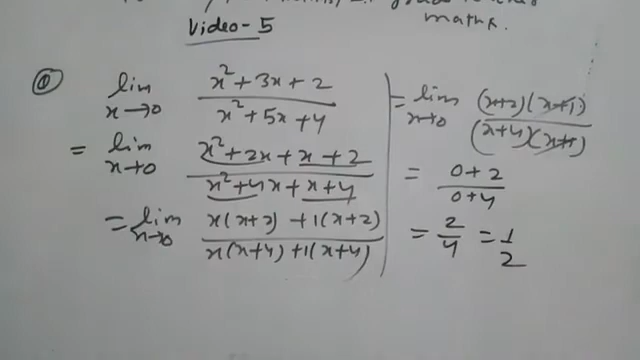 maths.
Video-5
① lim x→0 (x²+3x+2)/(x²+5x+4)
= lim x→0 (x²+2x+x+2)/(x²+4x+x+4)
= lim x→0 (x(x+2)+1(x+2))/(x(x+4)+1(x+4))
= lim x→0 ((x+2)(x+1))/((x+4)(x+1))
= (0+2)/(0+4)
= 2/4 = 1/2